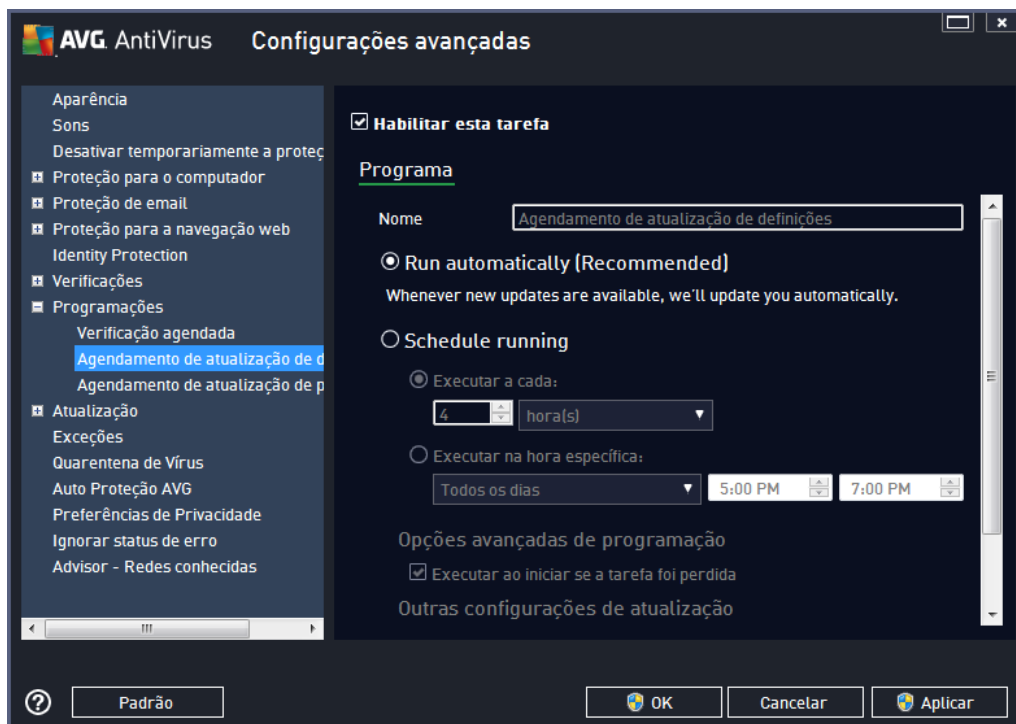 AVG. AntiVirus Configurações avançadas
Aparência
Sons
Desativar temporariamente a proteç
Proteção para o computador
Proteção de email
Proteção para a navegação web
Identity Protection
Verificações
Programações
Verificação agendada
Agendamento de atualização de d
Agendamento de atualização de p
Atualização
Exceções
Quarentena de Vírus
Auto Proteção AVG
Preferências de Privacidade
Ignorar status de erro
Advisor - Redes conhecidas
Habilitar esta tarefa
Programa
Nome Agendamento de atualização de definições
Run automatically (Recommended)
Whenever new updates are available, we'll update you automatically.
Schedule running
Executar a cada:
4 hora(s)
Executar na hora específica:
Todos os dias 5:00 PM 7:00 PM
Opções avançadas de programação
Executar ao iniciar se a tarefa foi perdida
Outras configurações de atualização
? Padrão OK Cancelar Aplicar